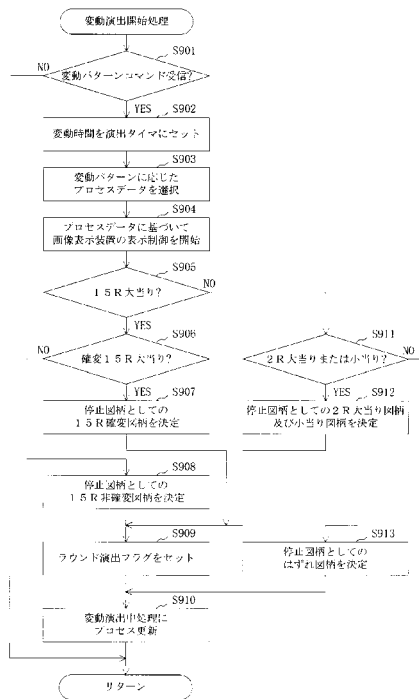 変動演出開始処理
S901
NO
変動パターンコマンド受信?
YES
S902
変動時間を演出タイマにセット
S903
変動パターンに応じた
プロセスデータを選択
S904
プロセスデータに基づいて
画像表示装置の表示制御を開始
S905
NO
15R大当り?
YES
S906
S911
NO
確変15R大当り?
2R大当りまたは小当り?
NO
YES
S907
YES
S912
停止図柄としての
15R確変図柄を決定
停止図柄としての2R大当り図柄
及び小当り図柄を決定
S908
停止図柄としての
15R非確変図柄を決定
S909
S913
ラウンド演出フラグをセット
停止図柄としての
はずれ図柄を決定
S910
変動演出中処理に
プロセス更新
リターン